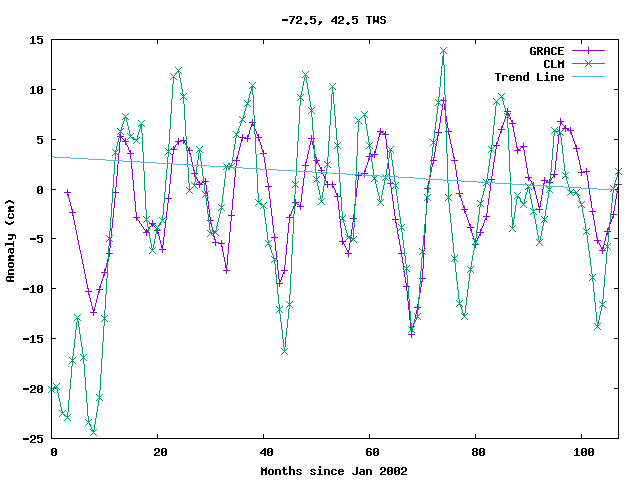 -72.5, 42.5 TWS
GRACE
CLM
Trend Line
15
10
5
0
-5
-10
-15
-20
-25
Anomaly (cm)
0 20 40 60 80 100
Months since Jan 2002